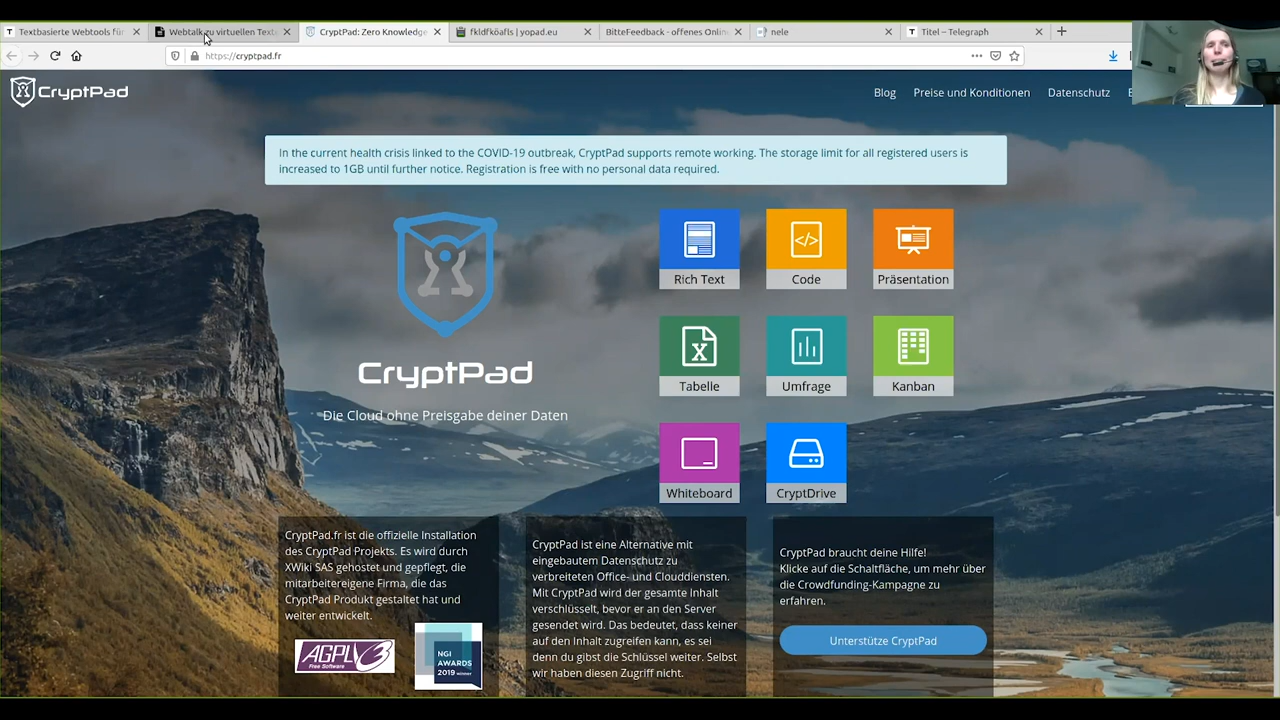 Textbasierte Webtools für
Webtalk zu virtuellen Text
CryptPad: Zero Knowledge
fkldfköafls | yopad.eu
BitteFeedback - offenes Onlin
nele
Titel – Telegraph
https://cryptpad.fr
CryptPad
Blog
Preise und Konditionen
Datenschutz
In the current health crisis linked to the COVID-19 outbreak, CryptPad supports remote working. The storage limit for all registered users is
increased to 1GB until further notice. Registration is free with no personal data required.
CryptPad
Die Cloud ohne Preisgabe deiner Daten
Rich Text
Code
Präsentation
Tabelle
Umfrage
Kanban
Whiteboard
CryptDrive
CryptPad.fr ist die offizielle Installation
des CryptPad Projekts. Es wird durch
XWiki SAS gehostet und gepflegt, die
mitarbeitereigene Firma, die das
CryptPad Produkt gestaltet hat und
weiter entwickelt.
AGPLv3
Free Software
NGI
AWARDS
2019 winner
CryptPad ist eine Alternative mit
eingebautem Datenschutz zu
verbreiteten Office- und Clouddiensten.
Mit CryptPad wird der gesamte Inhalt
verschlüsselt, bevor er an den Server
gesendet wird. Das bedeutet, dass keiner
auf den Inhalt zugreifen kann, es sei
denn du gibst die Schlüssel weiter. Selbst
wir haben diesen Zugriff nicht.
CryptPad braucht deine Hilfe!
Klicke auf die Schaltfläche, um mehr über
die Crowdfunding-Kampagne zu
erfahren.
Unterstütze CryptPad